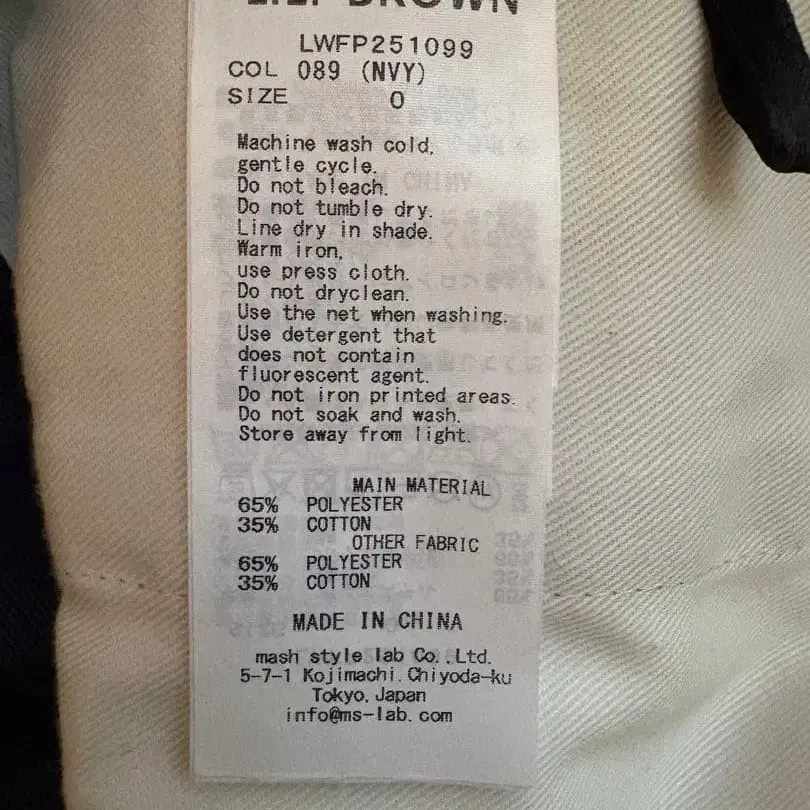 BROWN
LWFP251099
COL 089 (NVY)
SIZE 0
Machine wash cold,
gentle cycle.
Do not bleach.
Do not tumble dry.
Line dry in shade.
Warm iron,
use press cloth.
Do not dryclean.
Use the net when washing.
Use detergent that
does not contain
fluorescent agent.
Do not iron printed areas.
Do not soak and wash.
Store away from light.
MAIN MATERIAL
65% POLYESTER
35% COTTON
OTHER FABRIC
65% POLYESTER
35% COTTON
MADE IN CHINA
mash style lab Co.,Ltd.
5-7-1 Kojimachi.Chiyoda-ku
Tokyo,Japan
info@ms-lab.com